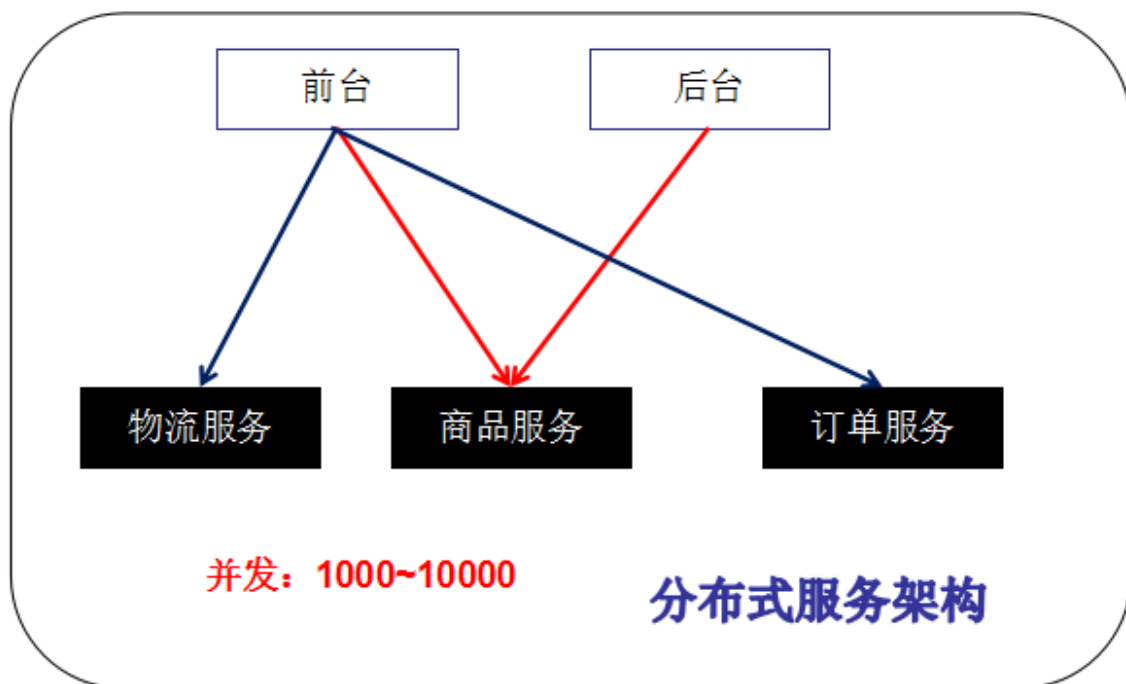 前台
后台
物流服务
商品服务
订单服务
并发：1000~10000
分布式服务架构